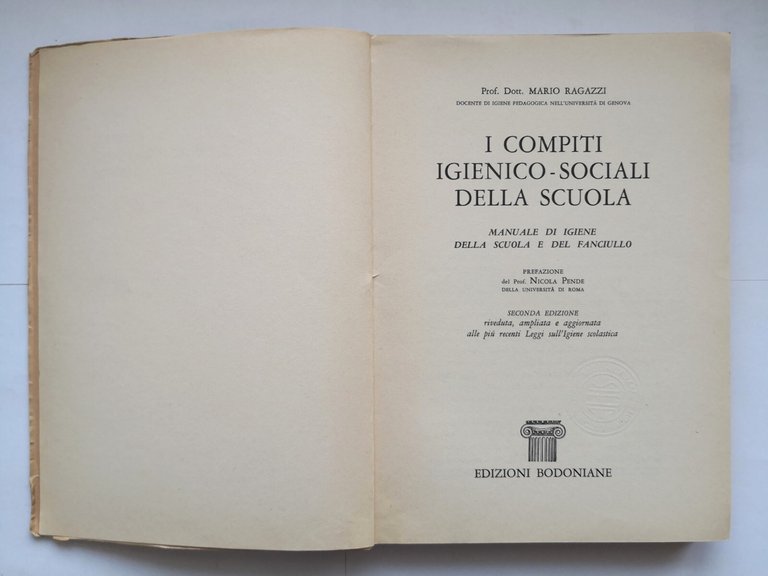 Prof. Dott. MARIO RAGAZZI
DOCENTE DI IGIENE PEDAGOGICA NELL'UNIVERSITÀ DI GENOVA
I COMPITI
IGIENICO-SOCIALI
DELLA SCUOLA
MANUALE DI IGIENE
DELLA SCUOLA E DEL FANCIULLO
PREFAZIONE
del Prof. NICOLA PENDE
DELLA UNIVERSITÀ DI ROMA
SECONDA EDIZIONE
riveduta, ampliata e aggiornata
alle più recenti Leggi sull'Igiene scolastica
EDIZIONI BODONIANE